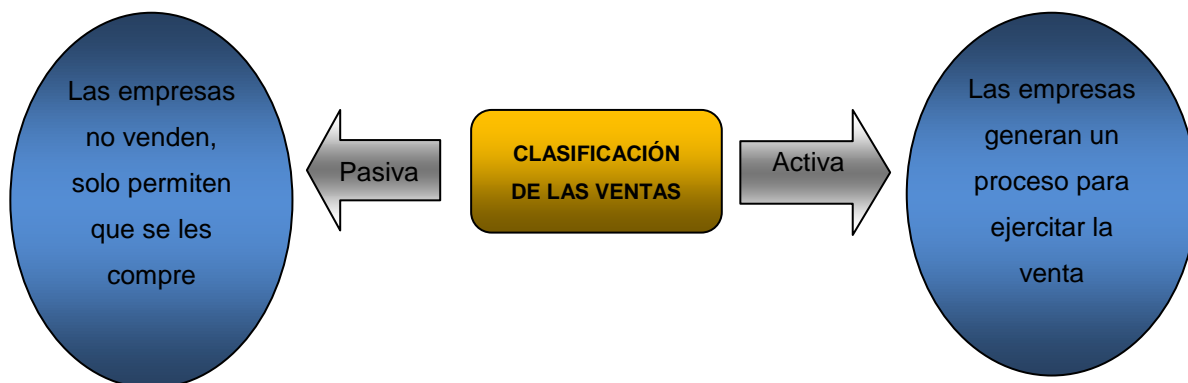 Las empresas
no venden,
solo permiten
que se les
compre
Pasiva
CLASIFICACIÓN
DE LAS VENTAS
Activa
Las empresas
generan un
proceso para
ejercitar la
venta